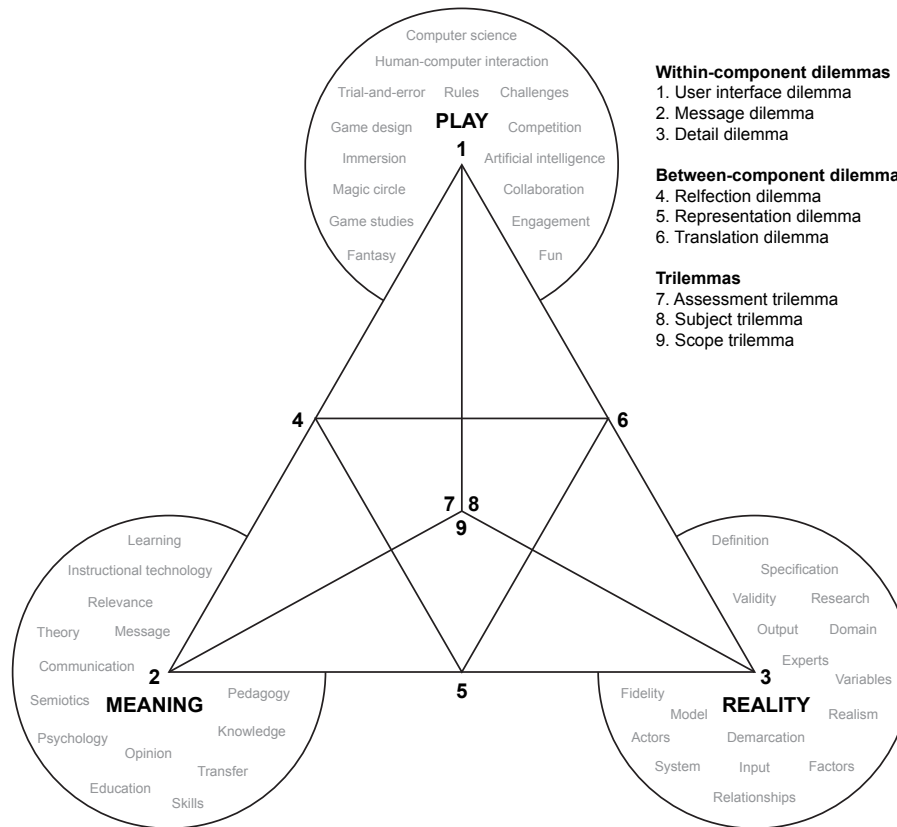 Computer science
Human-computer interaction
Trial-and-error Rules Challenges
Game design PLAY Competition
1
Immersion Artificial intelligence
Magic circle Collaboration
Game studies Engagement
Fantasy Fun
Within-component dilemmas
1. User interface dilemma
2. Message dilemma
3. Detail dilemma
Between-component dilemma
4. Relfection dilemma
5. Representation dilemma
6. Translation dilemma
Trilemmas
7. Assessment trilemma
8. Subject trilemma
9. Scope trilemma
4 6
7 8
9
Learning
Instructional technology
Relevance
Theory Message
Communication
2
Semiotics MEANING Pedagogy
Psychology Knowledge
Opinion
Transfer
Education
Skills
5
Definition
Specification
Validity Research
Output Domain
Experts
3 Variables
Fidelity
Model REALITY Realism
Actors Demarcation
System Input Factors
Relationships